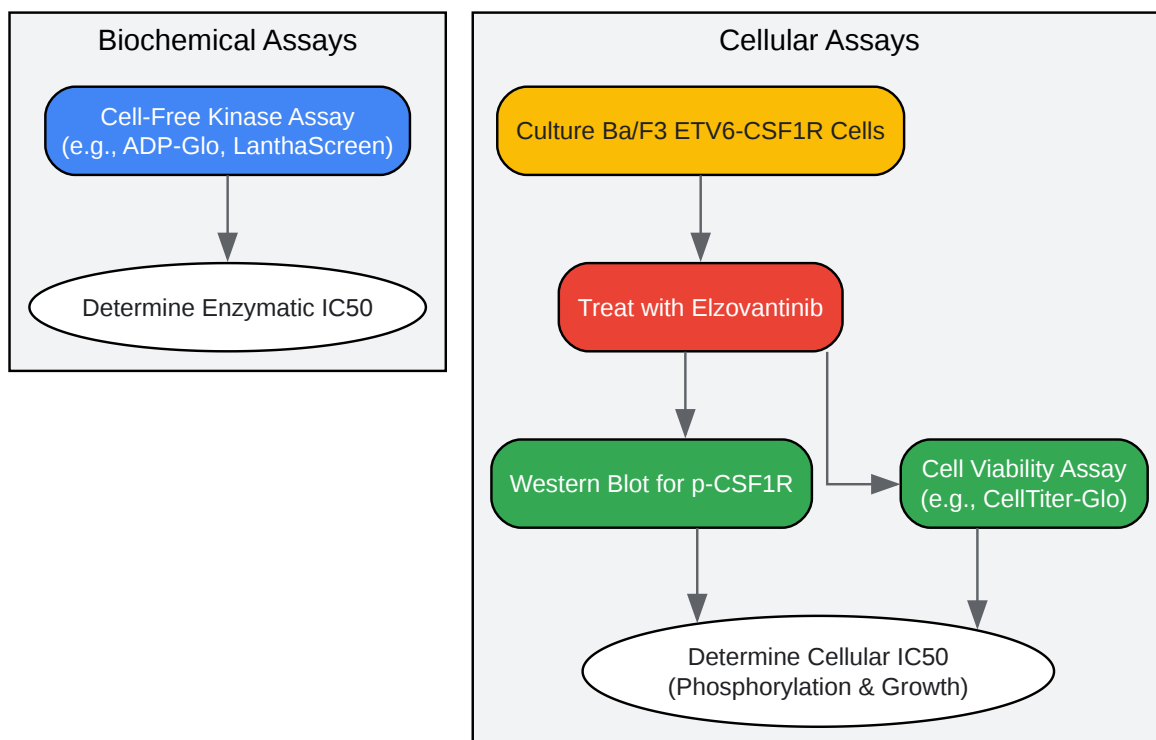 Biochemical Assays
Cell-Free Kinase Assay
(e.g., ADP-Glo, LanthaScreen)
Determine Enzymatic IC50
Cellular Assays
Culture Ba/F3 ETV6-CSF1R Cells
Treat with Elzovantinib
Western Blot for p-CSF1R
Cell Viability Assay
(e.g., CellTiter-Glo)
Determine Cellular IC50
(Phosphorylation & Growth)